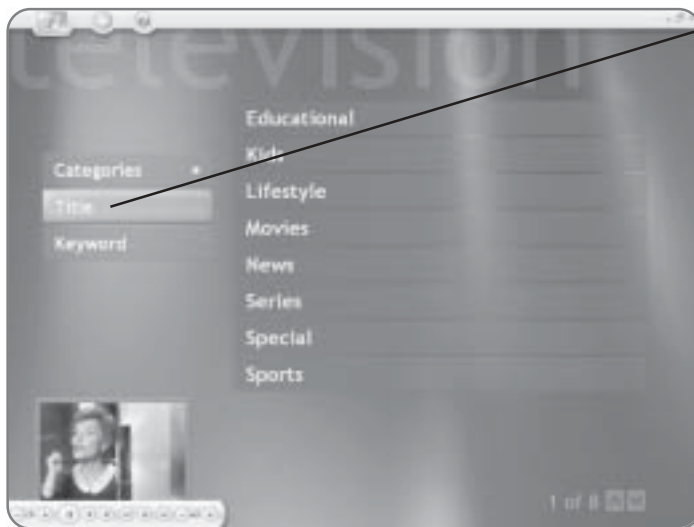 television
Categories
Title
Keyword
Educational
Kids
Lifestyle
Movies
News
Series
Special
Sports
1 of 8